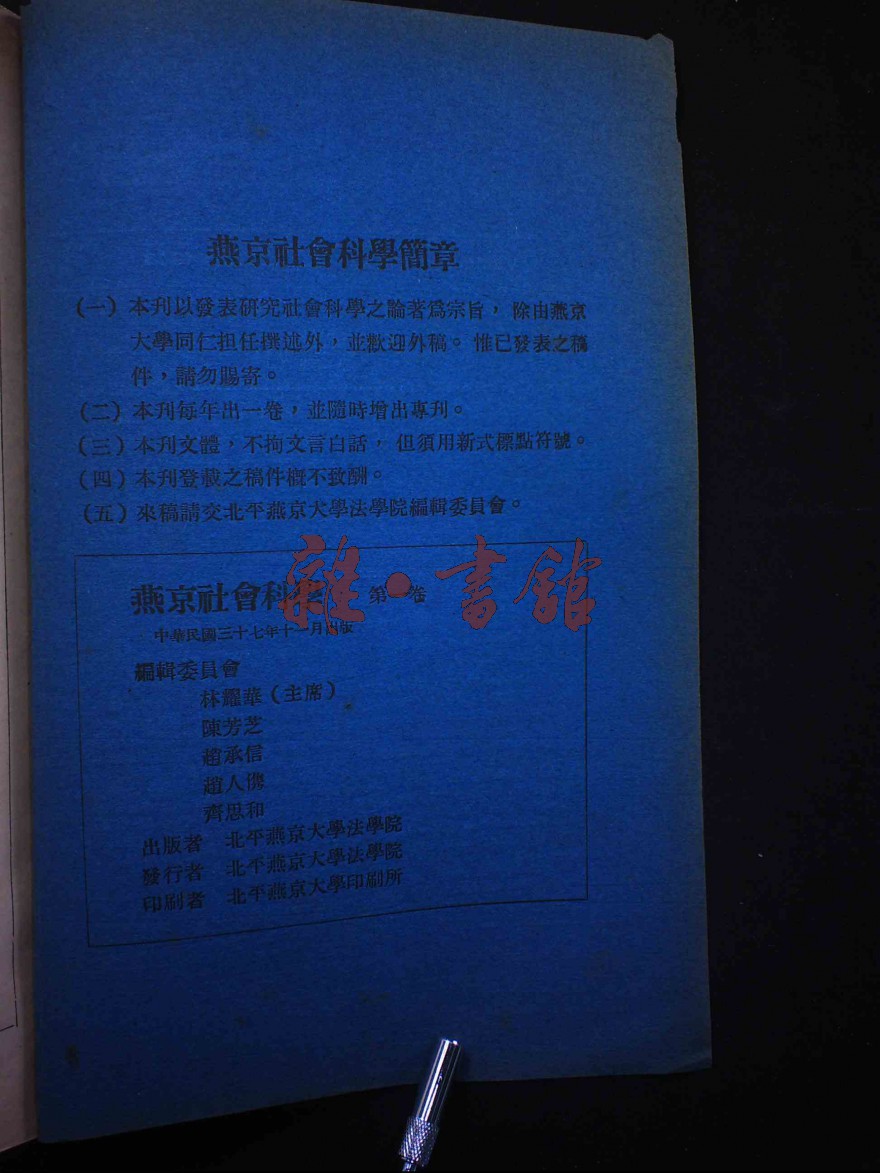 燕京社會科學簡章
(一) 本刊以發表研究社會科學之論著爲宗旨， 除由燕京
大學同仁担任撰述外，並歡迎外稿。 惟已發表之稿
件，請勿賜寄。
(二) 本刊每年出一卷，並隨時增出專刊。
(三) 本刊文體，不拘文言白話， 但須用新式標點符號。
(四) 本刊登載之稿件概不致酬。
(五) 來稿請交北平燕京大學法學院編輯委員會。
雜·書舘
燕京社會科 第 卷
中華民國三十七年十一月出版
編輯委員會
林耀華(主席)
陳芳芝
趙承信
趙人儁
齊思和
出版者 北平燕京大學法學院
發行者 北平燕京大學法學院
印刷者 北平燕京大學印刷所